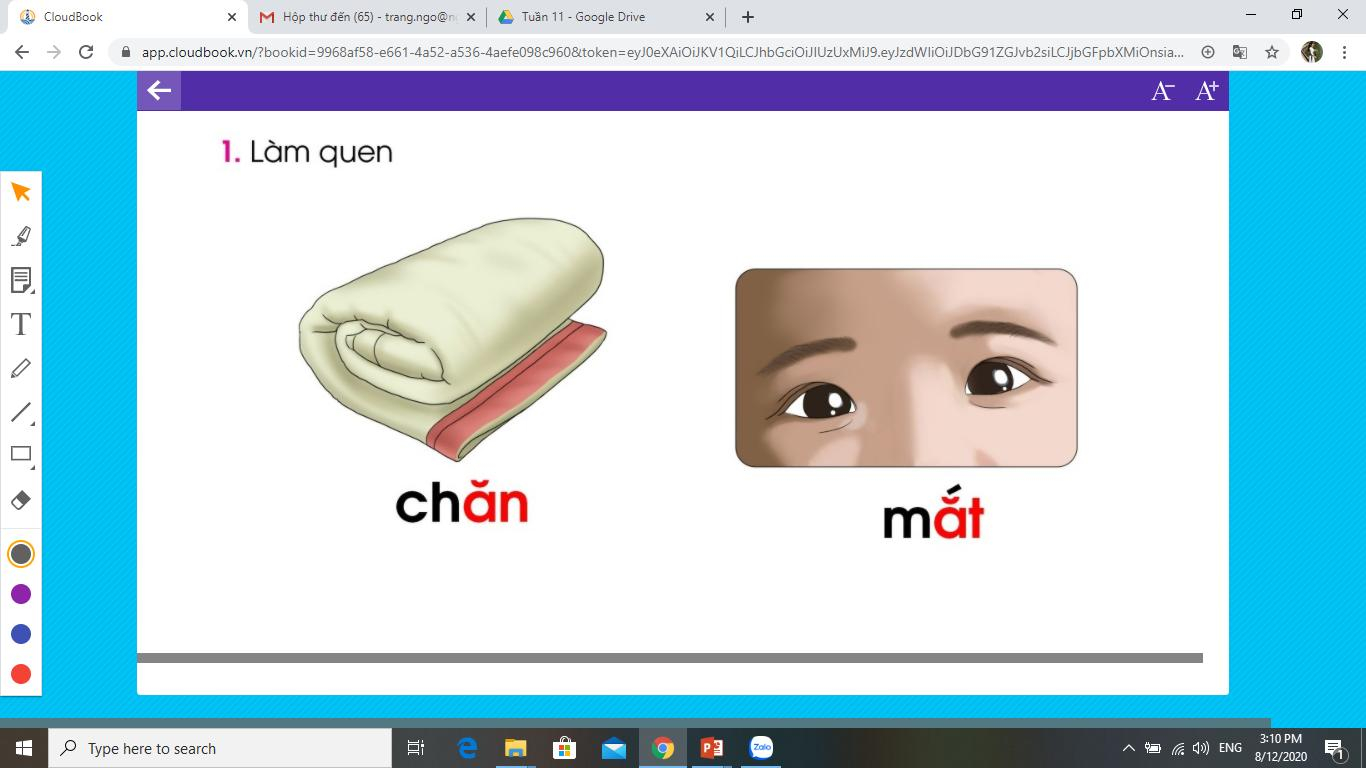 CloudBook
Hộp thư đến (65) - trang.ngo@n
Tuần 11 - Google Drive
app.cloudbook.vn/?bookid=9968af58-e661-4a52-a536-4aefe098c960&token=eyJ0eXAiOiJKV1QiLCJhbGciOiJIUzUxMiJ9.eyJzdWIiOiJDbG91ZGJvb2siLCJjbGFpbXMiOnsia...
A- A+
1. Làm quen
T
chăn
mắt
Type here to search
Zalo
ENG
3:10 PM
8/12/2020
1